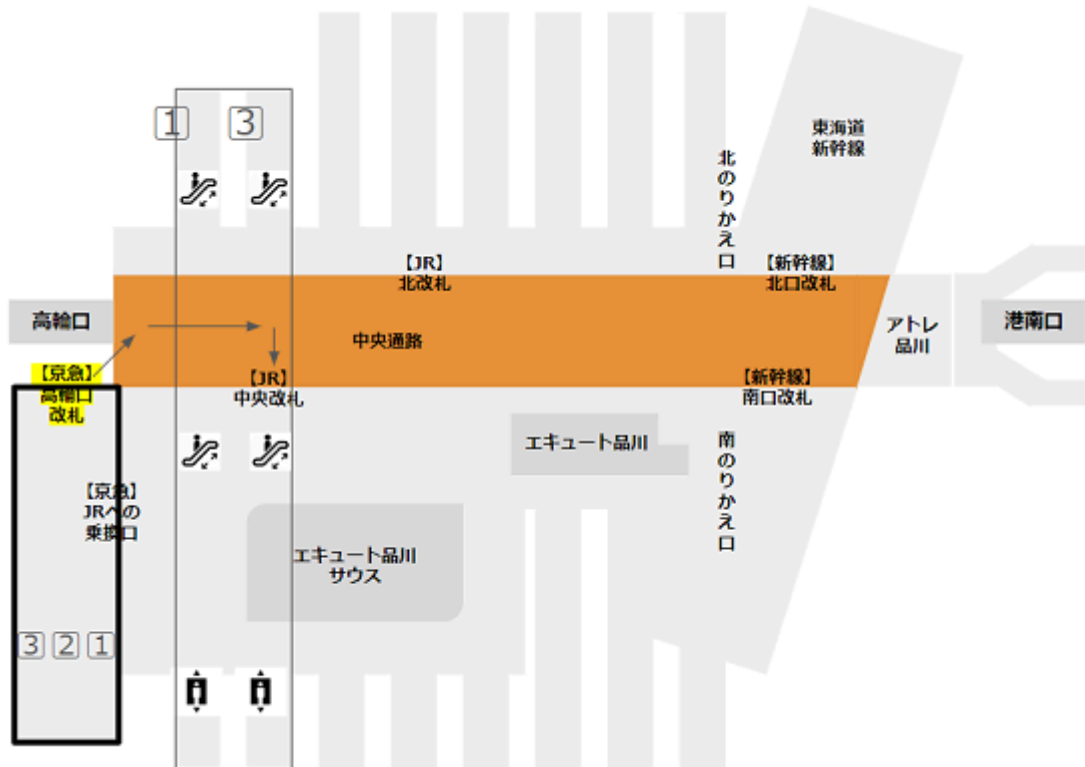 1 3
東海道
新幹線
北のりかえ口
【JR】
北改札
【新幹線】
北口改札
高輪口
中央通路
アトレ
品川
港南口
【京急】
高輪口
改札
【JR】
中央改札
【新幹線】
南口改札
エキュート品川
南のりかえ口
【京急】
JRへの
乗換口
エキュート品川
サウス
3 2 1